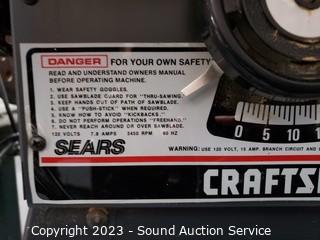 DANGER FOR YOUR OWN SAFETY
READ AND UNDERSTAND OWNERS MANUAL
BEFORE OPERATING MACHINE.
1. WEAR SAFETY GOGGLES.
2. USE SAWBLADE GUARD FOR "THRU-SAWING."
3. KEEP HANDS OUT OF PATH OF SAWBLADE.
4. USE A "PUSH-STICK" WHEN REQUIRED.
5. KNOW HOW TO AVOID "KICKBACKS."
6. DO NOT PERFORM OPERATIONS "FREEHAND."
7. NEVER REACH AROUND OR OVER SAWBLADE.
120 VOLTS 7.8 AMPS 3450 RPM 60 HZ
0 5 10 1
SEARS
WARNING: USE 120 VOLT, 15 AMP. BRANCH CIRCUIT AND
CRAFTS
Copyright 2023 - Sound Auction Service